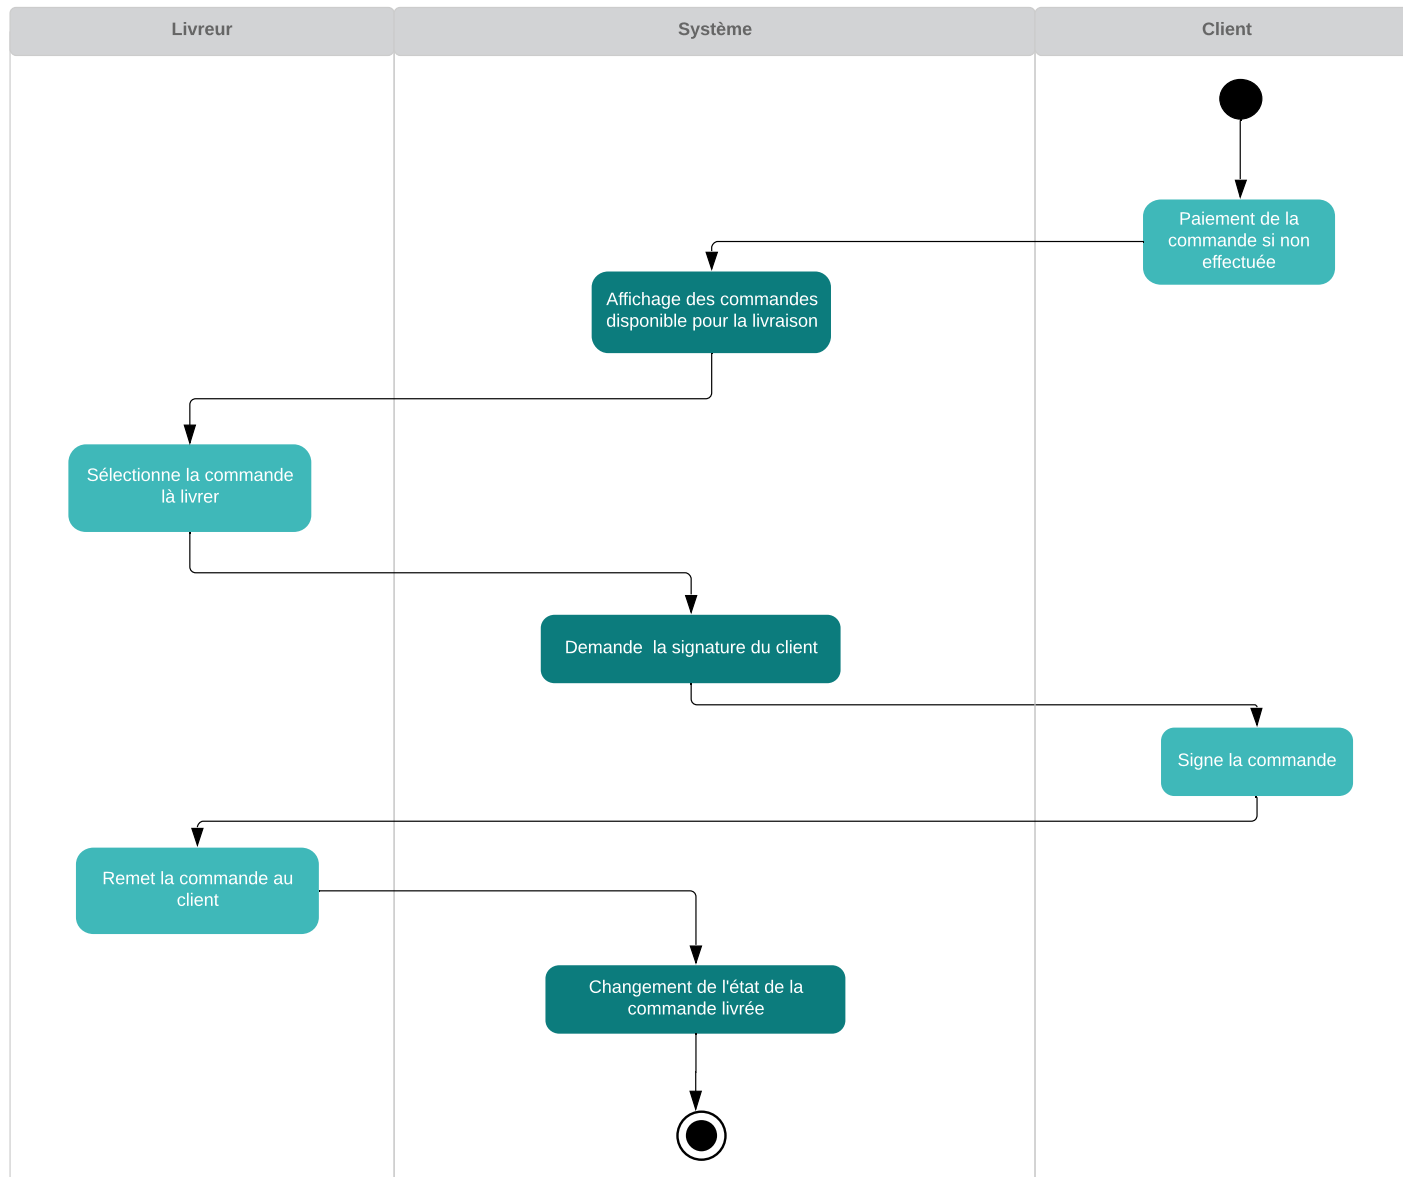 Livreur
Système
Client
Paiement de la
commande si non
effectuée
Affichage des commandes
disponible pour la livraison
Sélectionne la commande
là livrer
Demande  la signature du client
Signe la commande
Remet la commande au
client
Changement de l'état de la
commande livrée